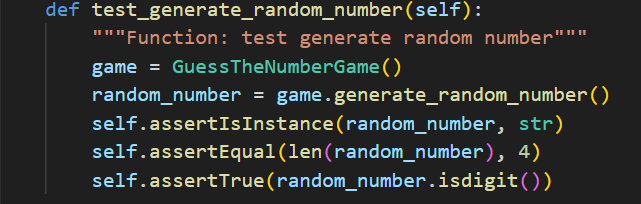 def test_generate_random_number(self):
"""Function: test generate random number"""
game = GuessTheNumberGame()
random_number = game.generate_random_number()
self.assertIsInstance(random_number, str)
self.assertEqual(len(random_number), 4)
self.assertTrue(random_number.isdigit())